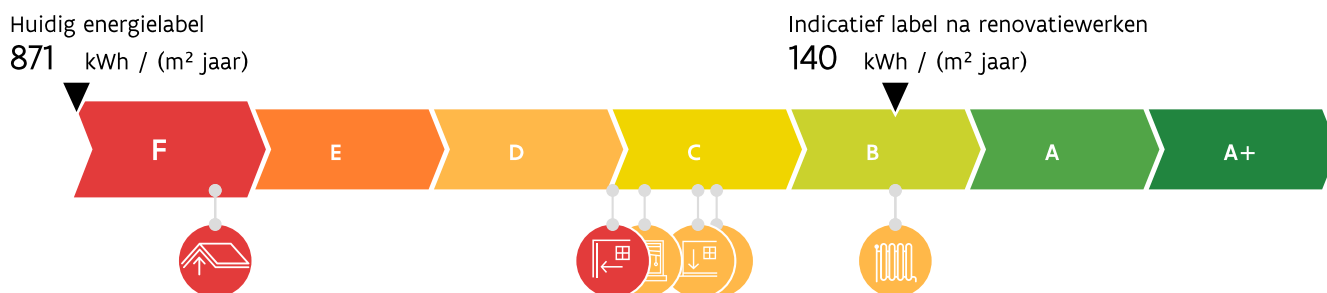 Huidig energielabel
871 kWh / (m² jaar)
Indicatief label na renovatiewerken
140 kWh / (m² jaar)
F E D C B A A+